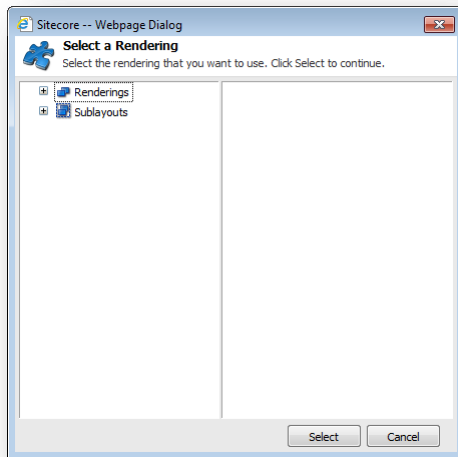 Sitecore -- Webpage Dialog
Select a Rendering
Select the rendering that you want to use. Click Select to continue.
Renderings
Sublayouts
Select
Cancel